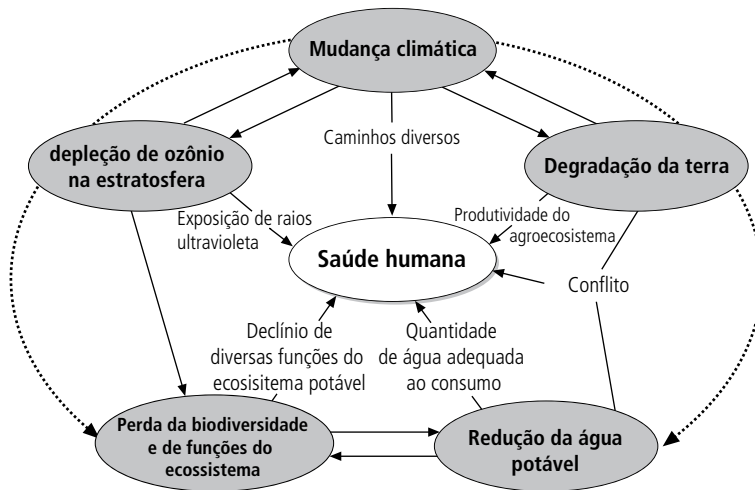 Mudança climática
Caminhos diversos
depleção de ozônio
na estratosfera
Degradação da terra
Exposição de raios
ultravioleta
Produtividade do
agroecosistema
Saúde humana
Conflito
Declínio de
diversas funções do
ecosisitema potável
Quantidade
de água adequada
ao consumo
Perda da biodiversidade
e de funções do
ecossistema
Redução da água
potável